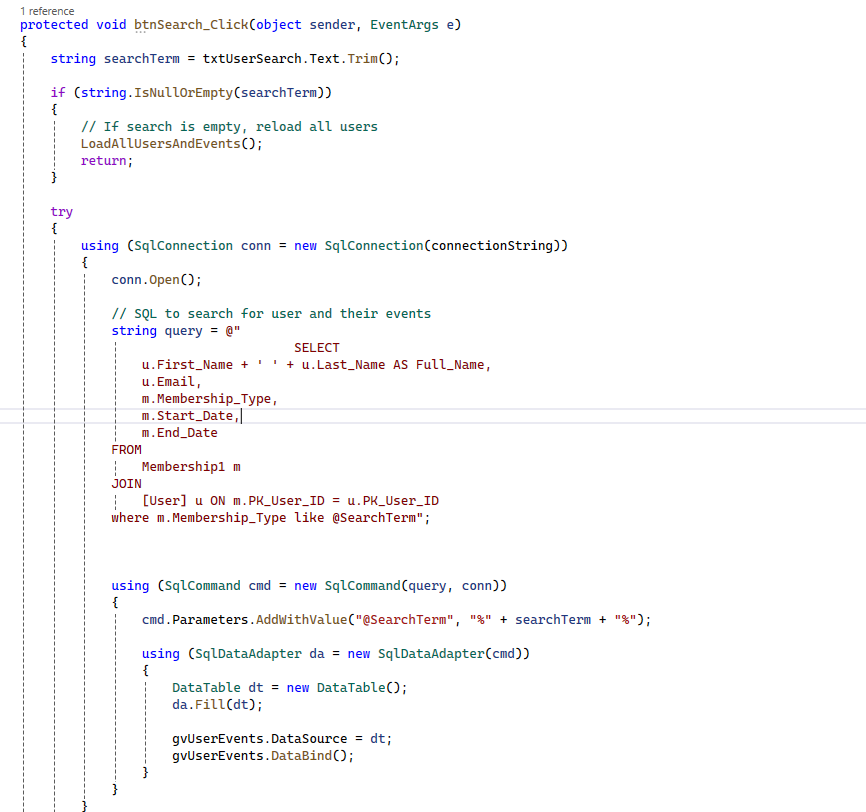 1 reference
protected void btnSearch_Click(object sender, EventArgs e)
{
    string searchTerm = txtUserSearch.Text.Trim();

    if (string.IsNullOrEmpty(searchTerm))
    {
        // If search is empty, reload all users
        LoadAllUsersAndEvents();
        return;
    }

    try
    {
        using (SqlConnection conn = new SqlConnection(connectionString))
        {
            conn.Open();

            // SQL to search for user and their events
            string query = @"
                                    SELECT
                u.First_Name + ' ' + u.Last_Name AS Full_Name,
                u.Email,
                m.Membership_Type,
                m.Start_Date,
                m.End_Date
            FROM
                Membership1 m
            JOIN
                [User] u ON m.PK_User_ID = u.PK_User_ID
            where m.Membership_Type like @SearchTerm";

            using (SqlCommand cmd = new SqlCommand(query, conn))
            {
                cmd.Parameters.AddWithValue("@SearchTerm", "%" + searchTerm + "%");

                using (SqlDataAdapter da = new SqlDataAdapter(cmd))
                {
                    DataTable dt = new DataTable();
                    da.Fill(dt);

                    gvUserEvents.DataSource = dt;
                    gvUserEvents.DataBind();
                }
            }
        }